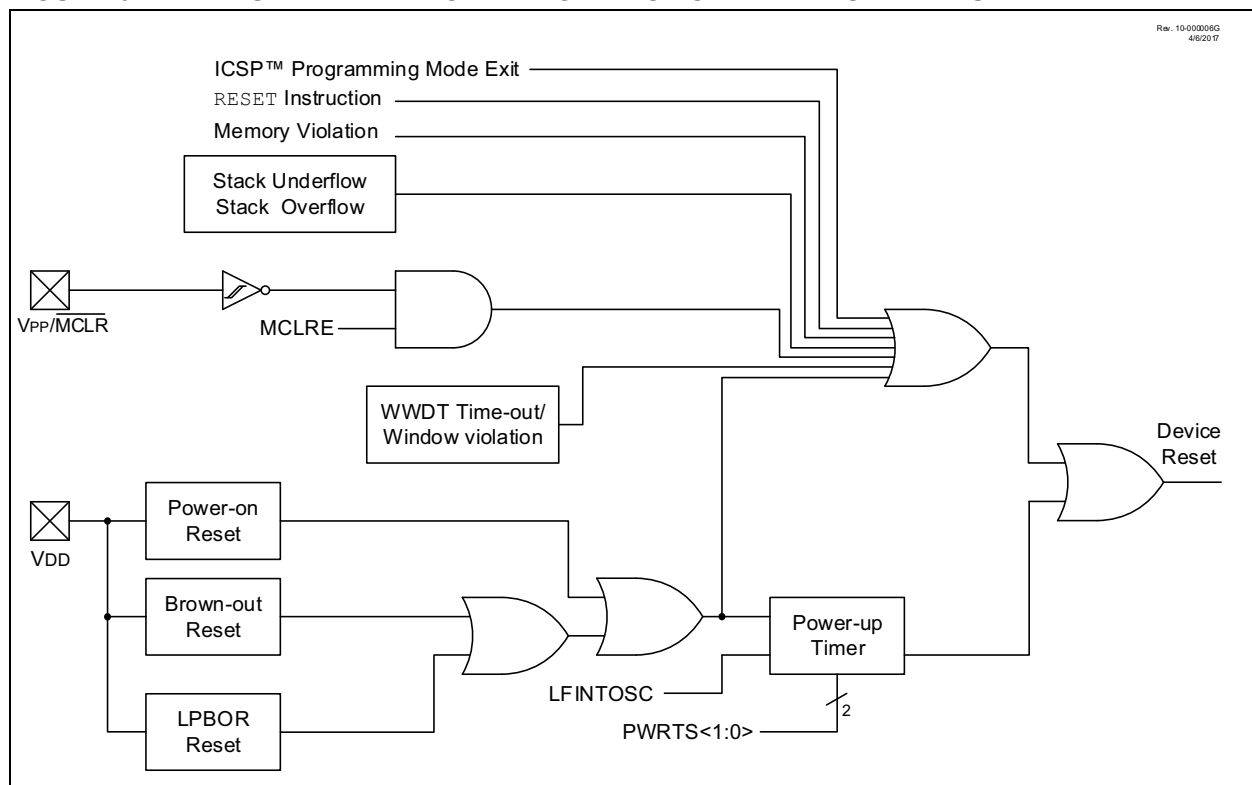 Rev. 10-000006G
4/6/2017
ICSP™ Programming Mode Exit
RESET Instruction
Memory Violation
Stack Underflow
Stack Overflow
VPP/MCLR
MCLRE
WWDT Time-out/
Window violation
Device
Reset
Power-on
Reset
VDD
Brown-out
Reset
Power-up
Timer
LFINTOSC
2
LPBOR
Reset
PWRTS<1:0>